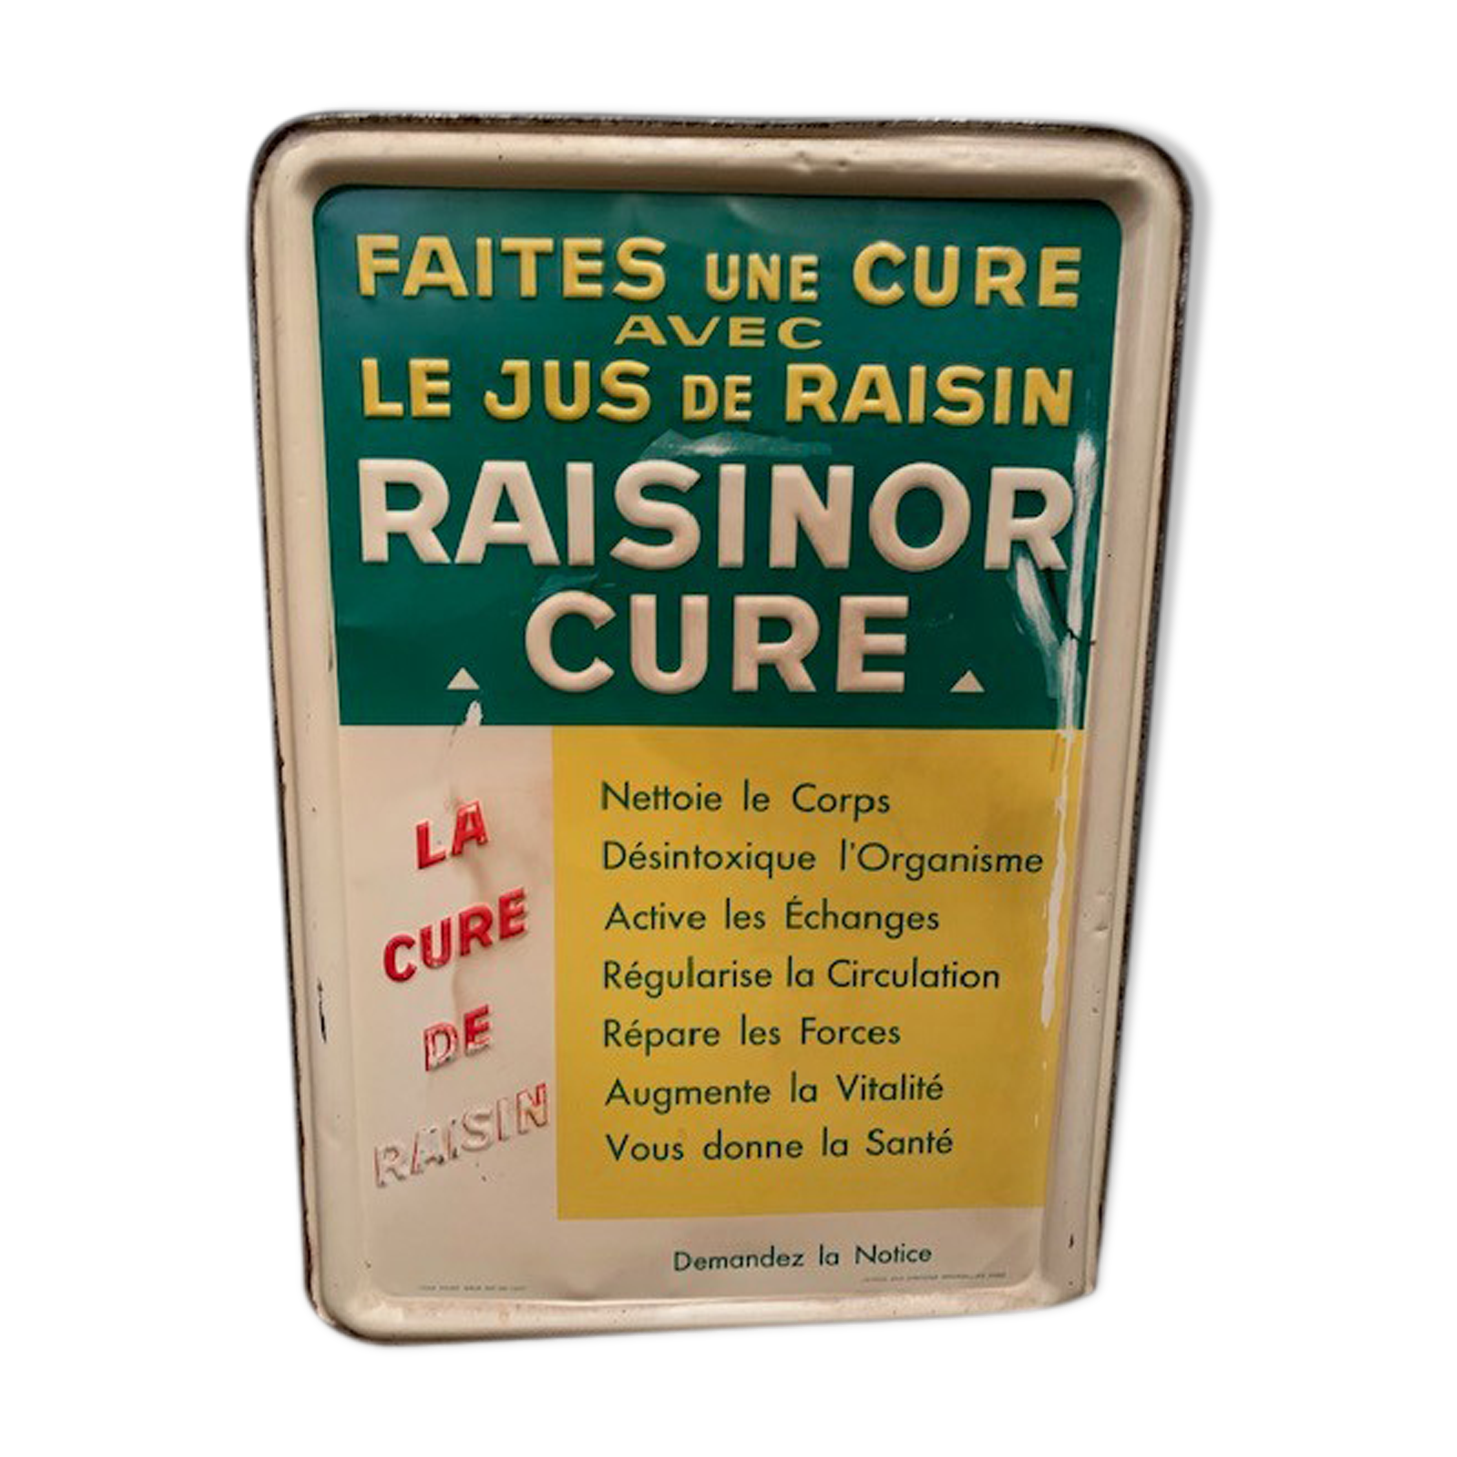 FAITES UNE CURE
AVEC
LE JUS DE RAISIN
RAISINOR
CURE
LA
CURE
DE
RAISIN
Nettoie le Corps
Désintoxique l'Organisme
Active les Échanges
Régularise la Circulation
Répare les Forces
Augmente la Vitalité
Vous donne la Santé
Demandez la Notice